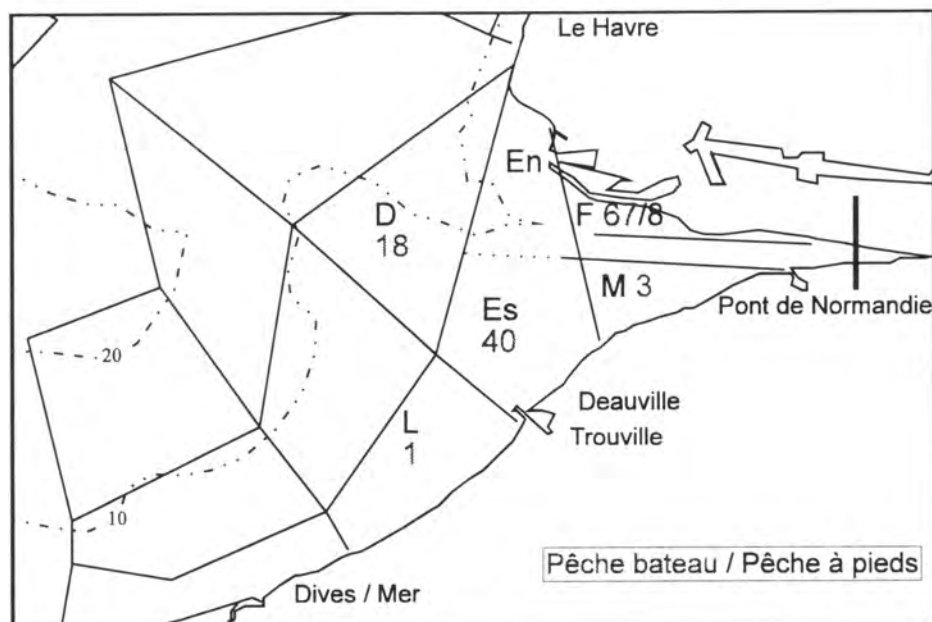 Le Havre
En
F 67//8
D
18
M 3
Pont de Normandie
Es
40
20
Deauville
Trouville
L
1
10
Pêche bateau / Pêche à pieds
Dives / Mer